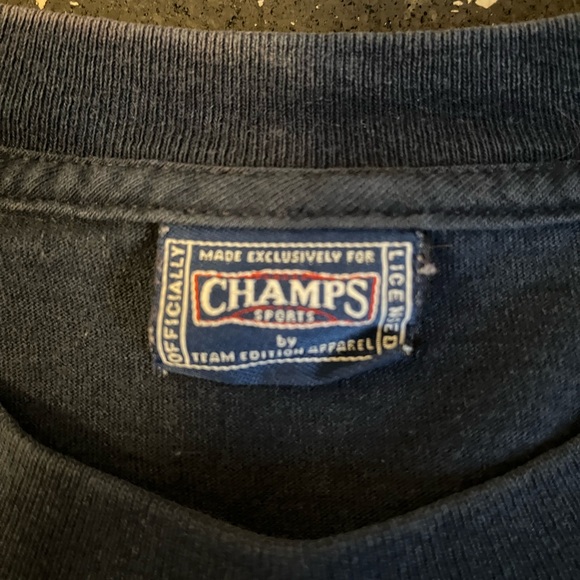 OFFICIALLY
MADE EXCLUSIVELY FOR
CHAMPS
SPORTS
by
TEAM EDITION APPAREL
LICENSED